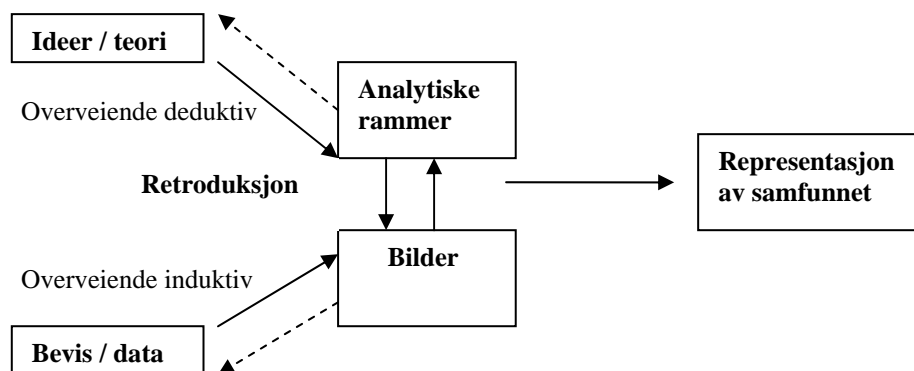 Ideer / teori
Overveiende deduktiv
Analytiske
rammer
Retroduksjon
Representasjon
av samfunnet
Bilder
Overveiende induktiv
Bevis / data